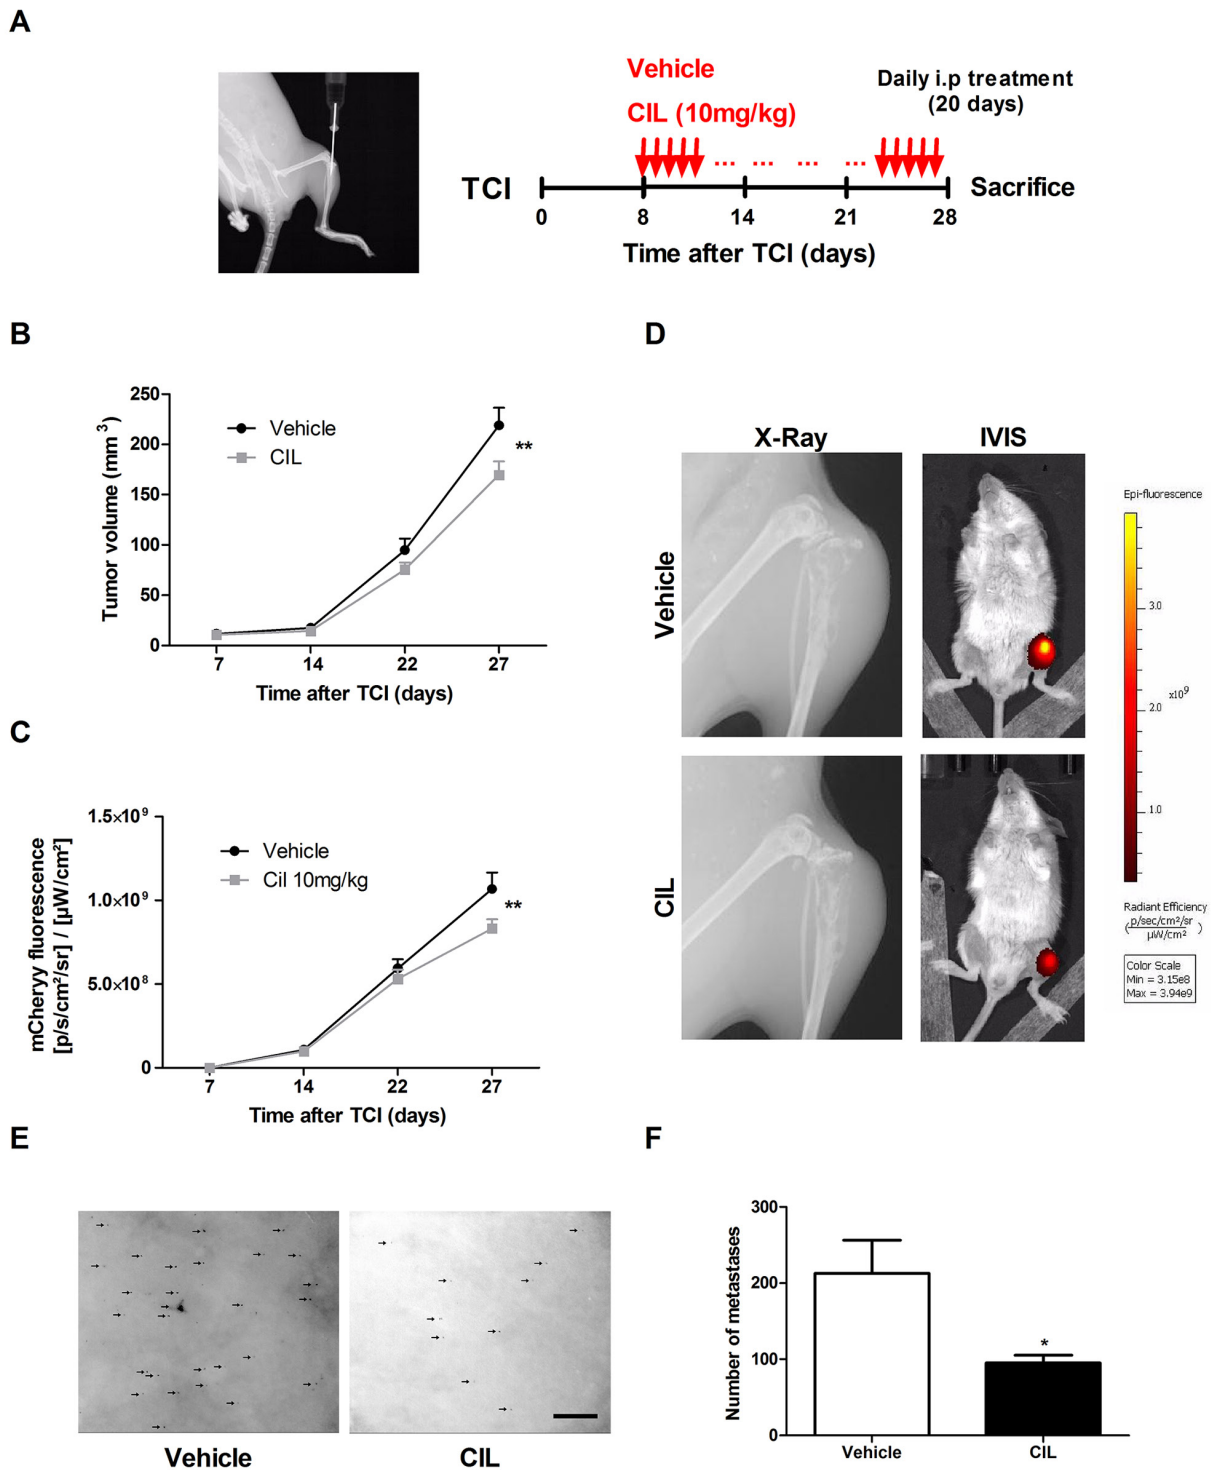 A
Vehicle
CIL (10mg/kg)
Daily i.p treatment
(20 days)
... ... ... ...
TCI
Sacrifice
0 8 14 21 28
Time after TCI (days)
B
250
200
150
100
50
0
Tumor volume (mm³)
Vehicle
CIL
**
7 14 22 27
Time after TCI (days)
C
1.5×10⁹
1.0×10⁹
5.0×10⁸
0
mCheryy fluorescence
[p/s/cm²/sr] / [µW/cm²]
Vehicle
Cil 10mg/kg
**
7 14 22 27
Time after TCI (days)
D
X-Ray IVIS
Vehicle
CIL
Epi-fluorescence
3.0
2.0
x10⁹
1.0
Radiant Efficiency
(p/sec/cm²/sr
µW/cm²)
Color Scale
Min = 3.15e8
Max = 3.94e9
E
Vehicle CIL
F
300
200
100
0
Number of metastases
*
Vehicle CIL